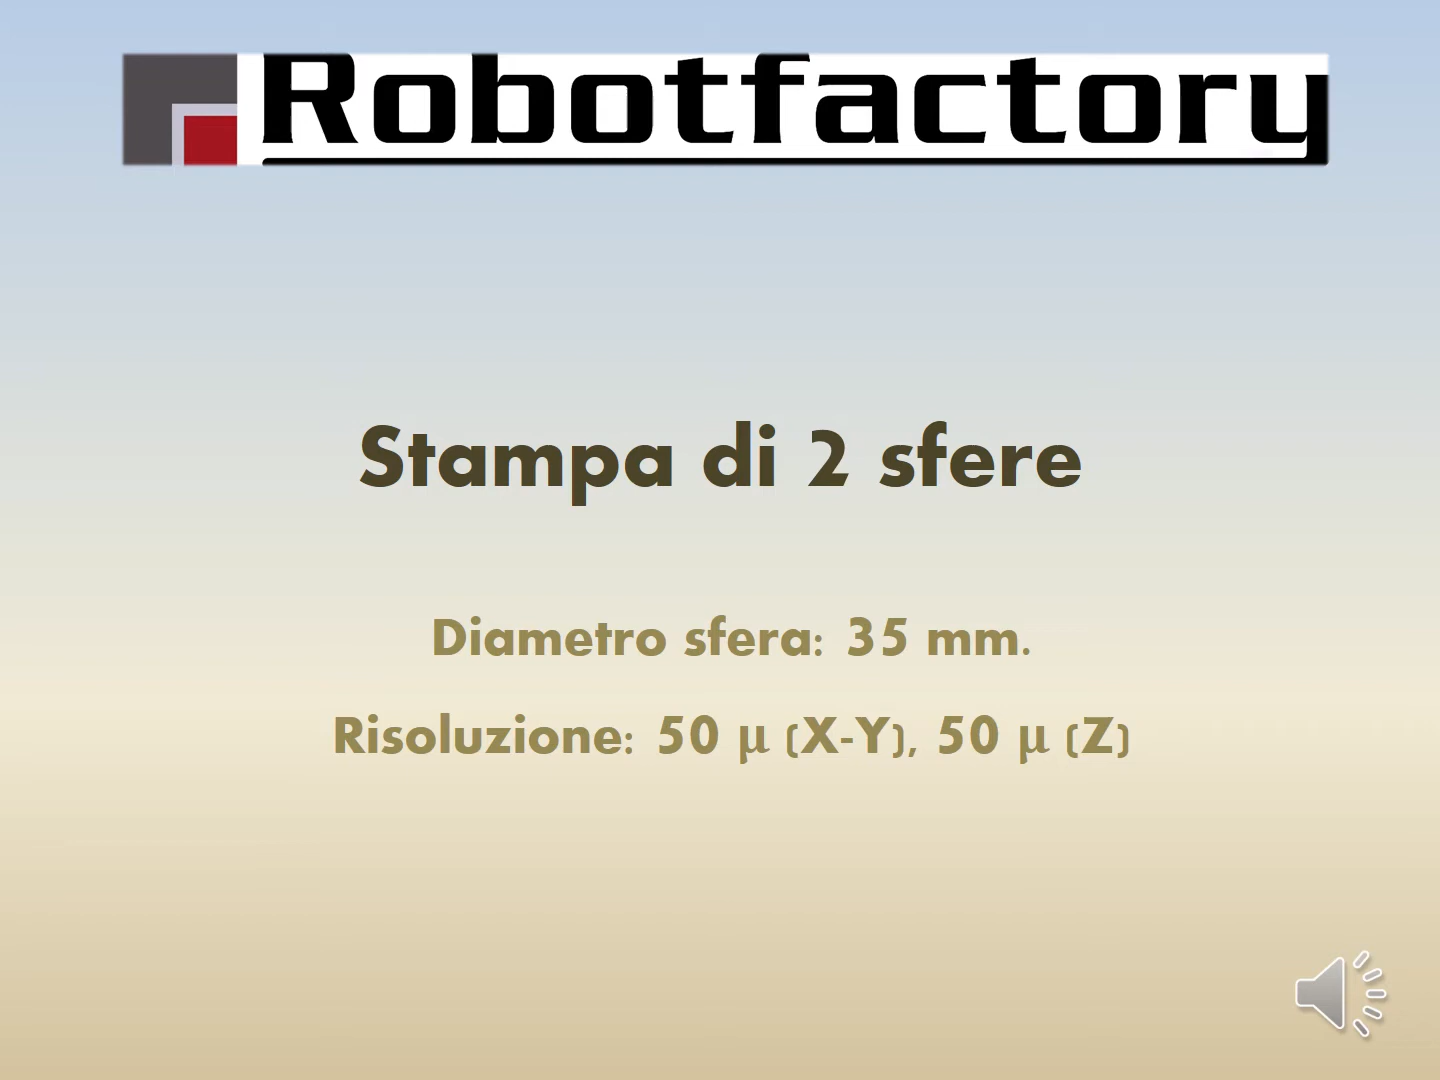 Robotfactory
Stampa di 2 sfere
Diametro sfera: 35 mm.
Risoluzione: 50 μ (X-Y), 50 μ (Z)